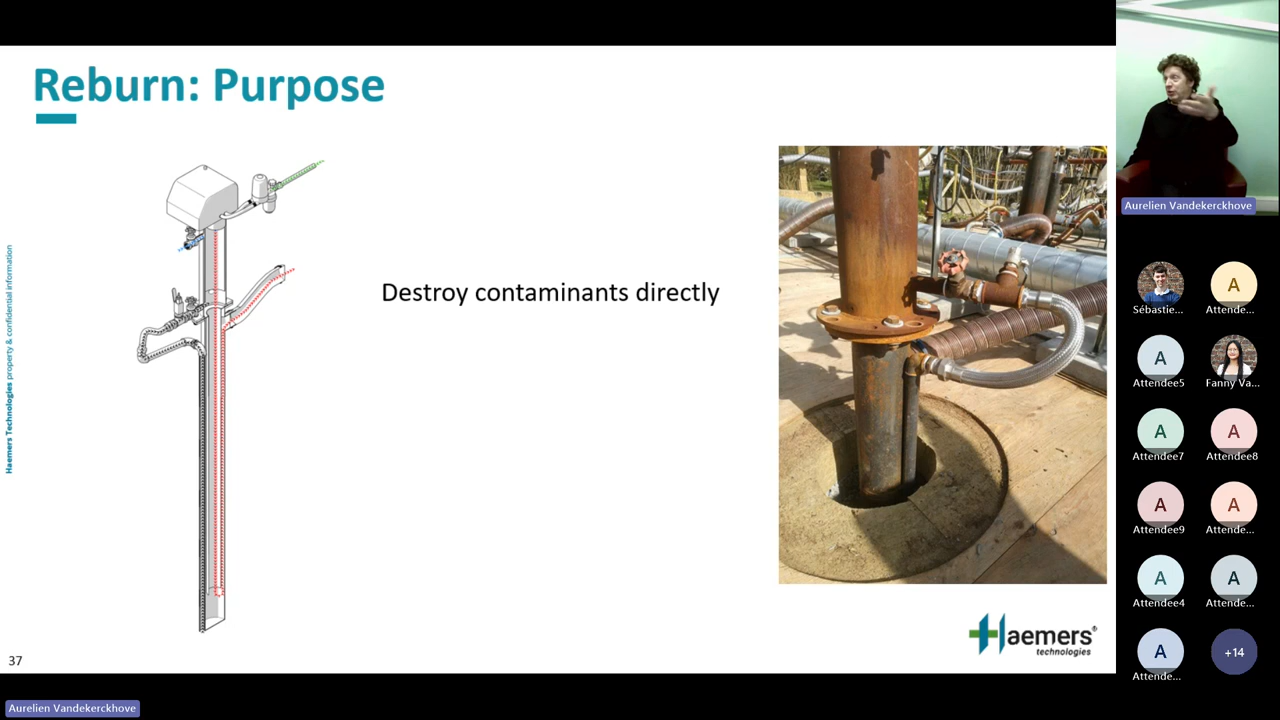 Reburn: Purpose
Destroy contaminants directly
Haemers Technologies property & confidential information
Haemers®
technologies
37
Aurelien Vandekerckhove
Aurelien Vandekerckhove
Sébastie...
A
Attende...
A
Attendee5
Fanny Va...
A
Attendee7
A
Attendee8
A
Attendee9
A
Attende...
A
Attendee4
A
Attende...
A
Attende...
+14